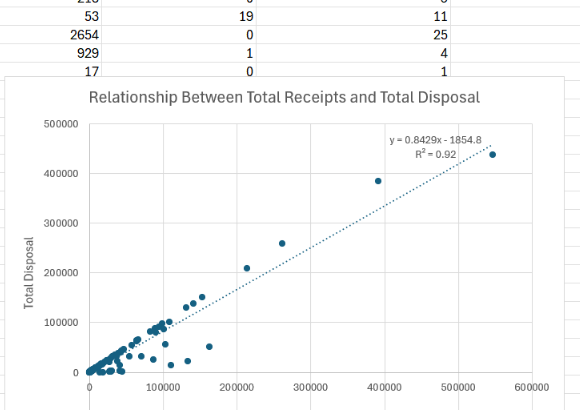 53 19 11
2654 0 25
929 1 4
17 0 1
Relationship Between Total Receipts and Total Disposal
500000
y = 0.8429x - 1854.8
R² = 0.92
400000
300000
Total Disposal
200000
100000
0
0 100000 200000 300000 400000 500000 600000